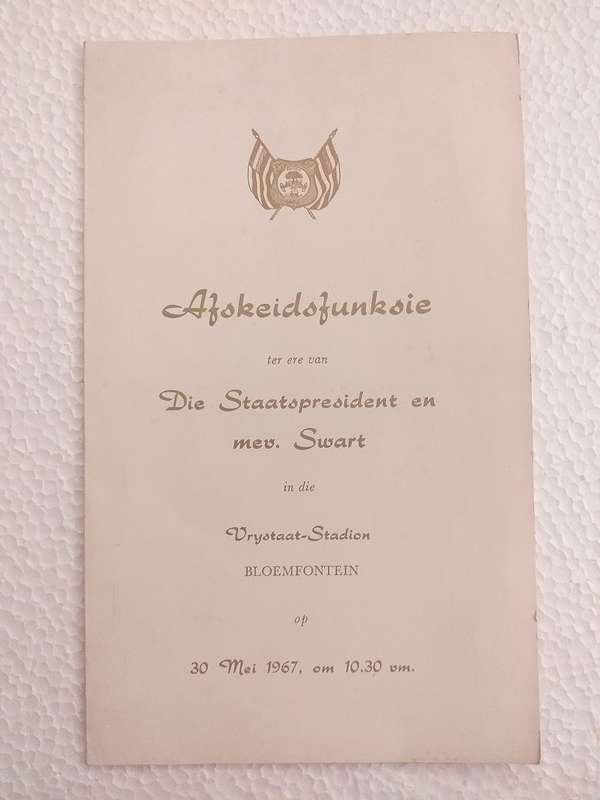 Afskeidsfunksie
ter ere van
Die Staatspresident en
mev. Swart
in die
Vrystaat-Stadion
BLOEMFONTEIN
op
30 Mei 1967, om 10.30 vm.